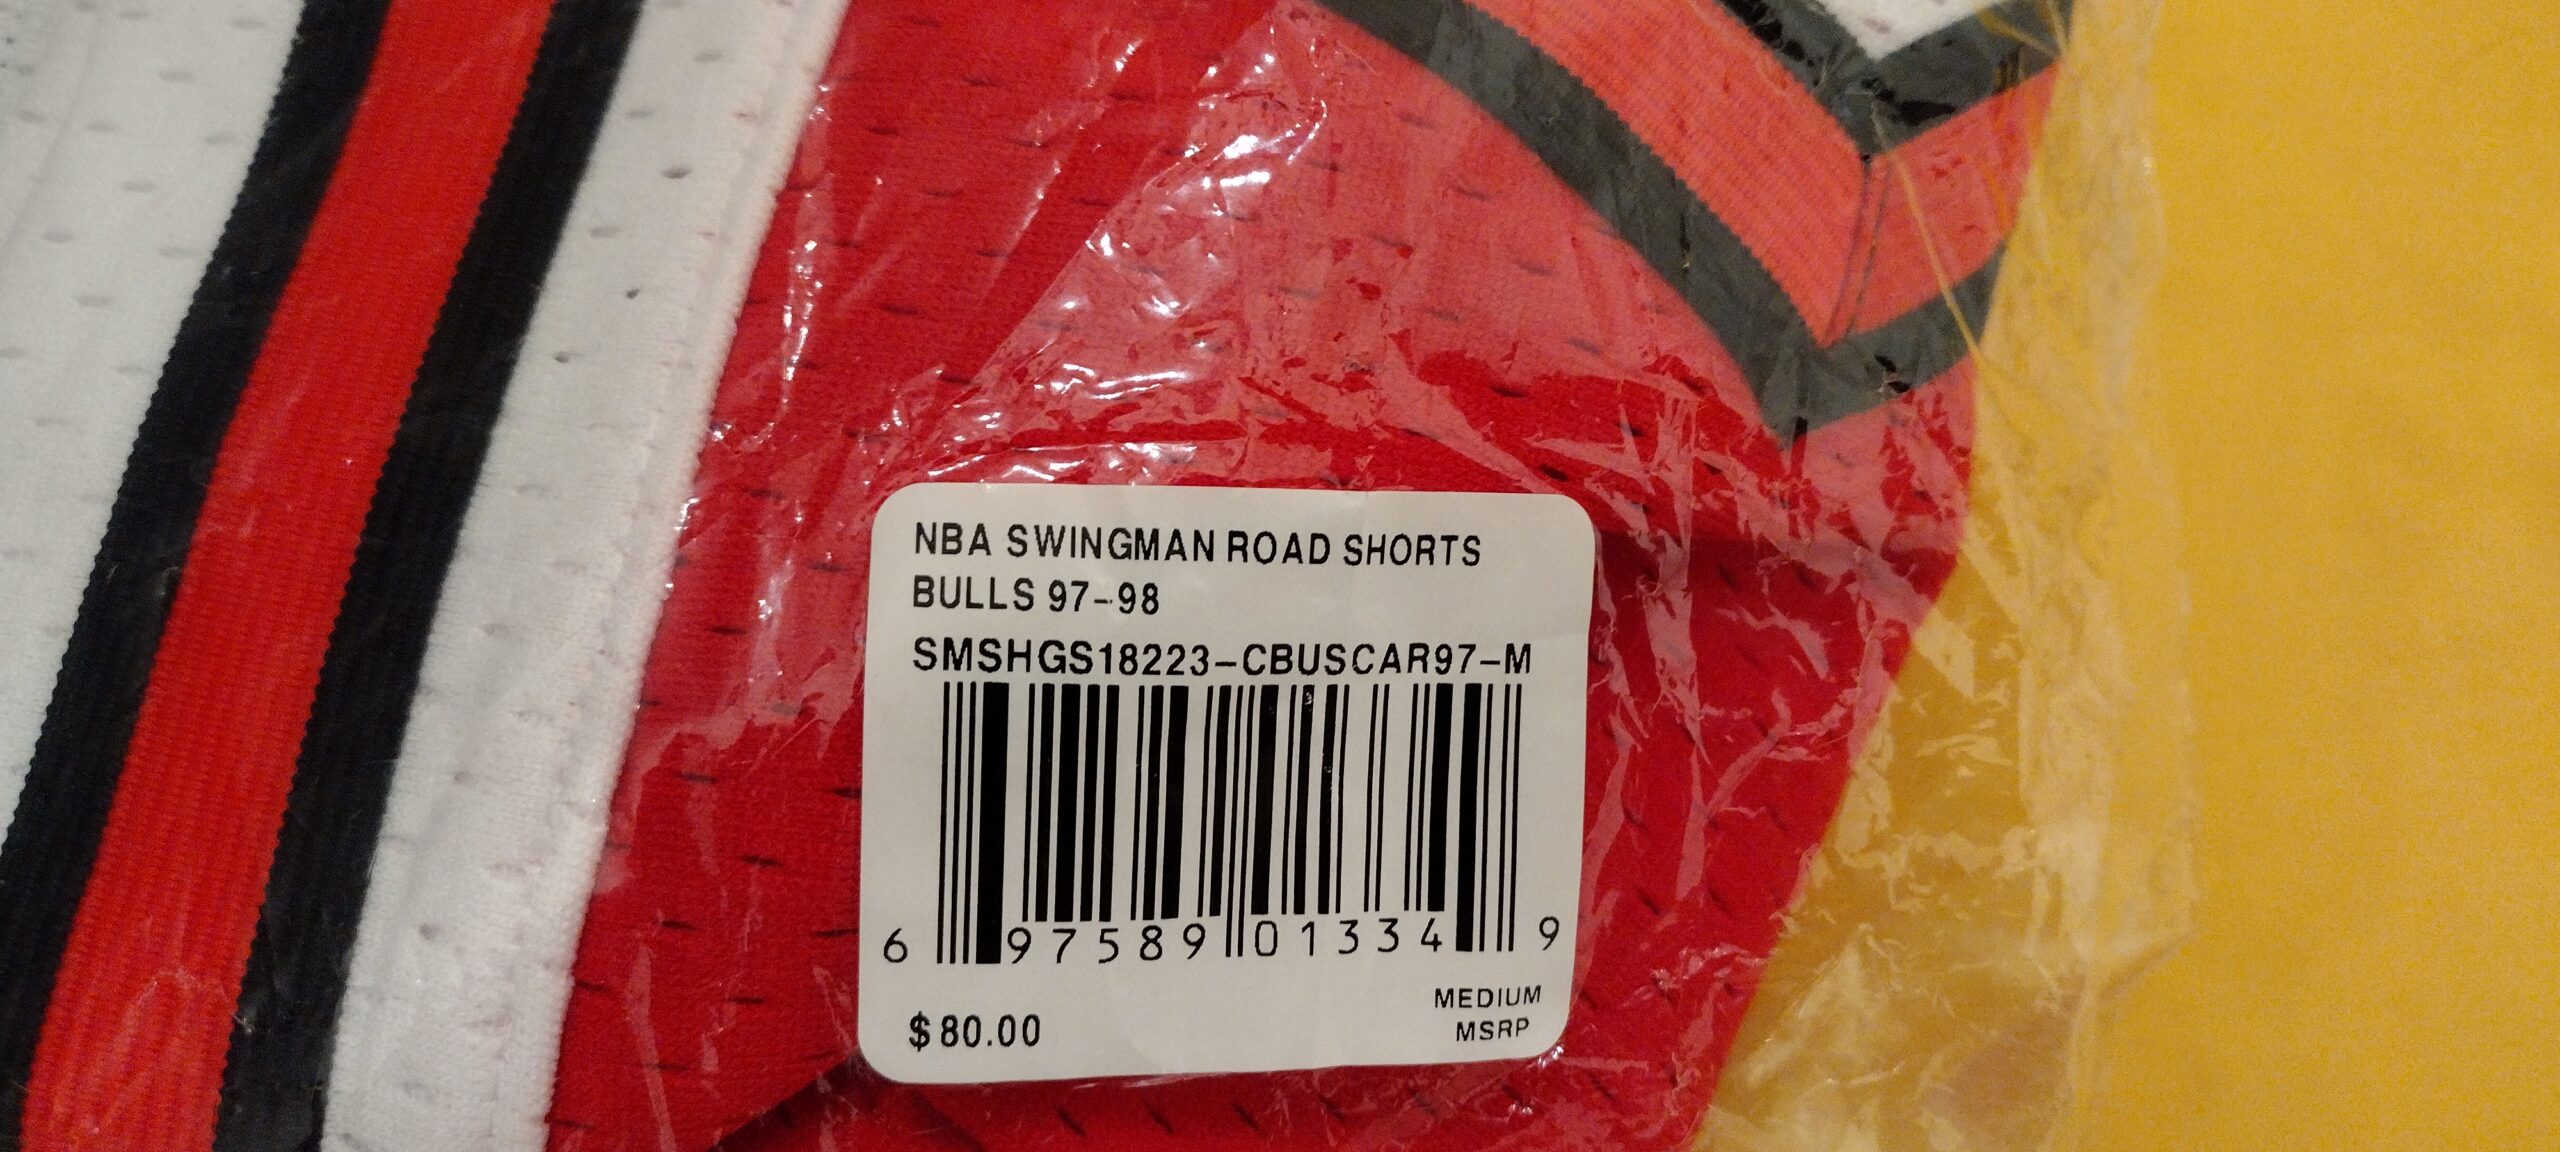 NBA SWINGMAN ROAD SHORTS
BULLS 97-98
SMSHGS18223-CBUSCAR97-M
6 97589 01334 9
$80.00
MEDIUM
MSRP